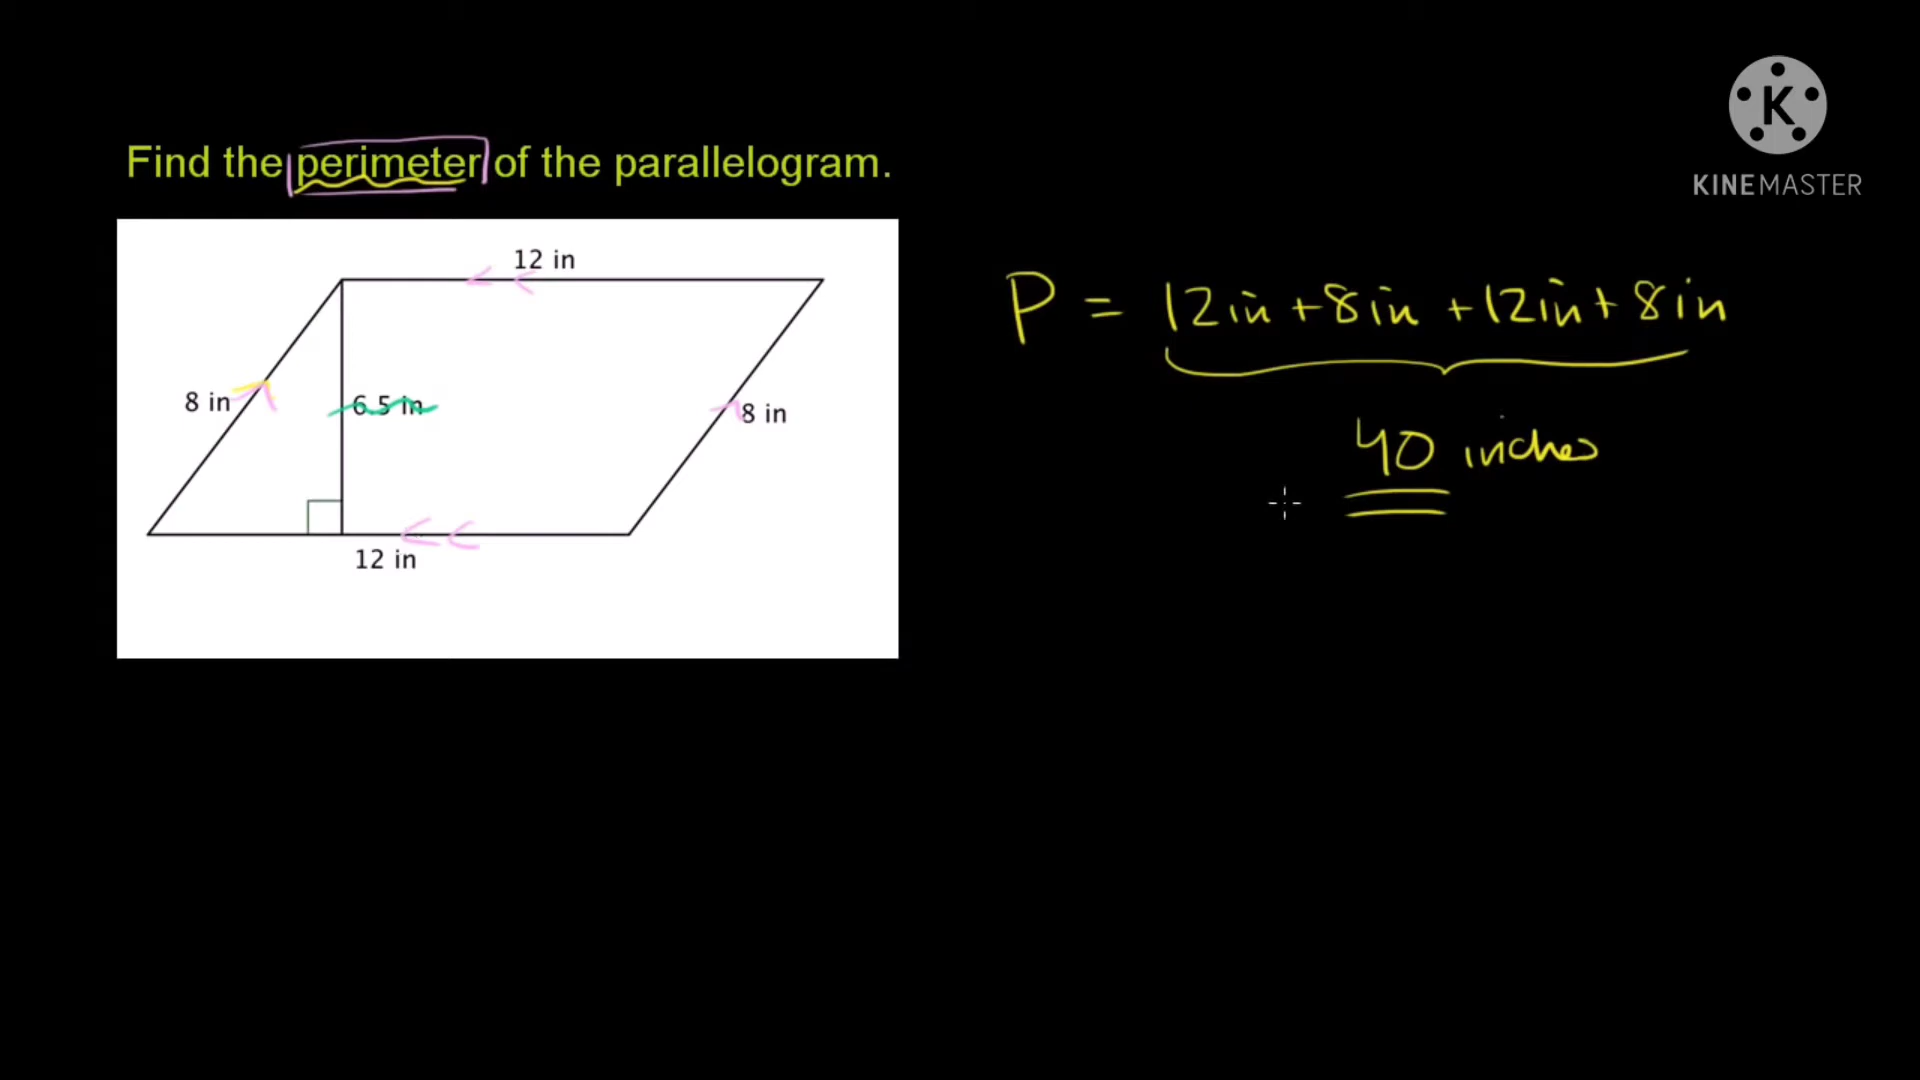 K
KINEMASTER
Find the perimeter of the parallelogram.
12 in
8 in
6.5 in
8 in
12 in
P = 12in + 8in + 12in + 8in
40 inches